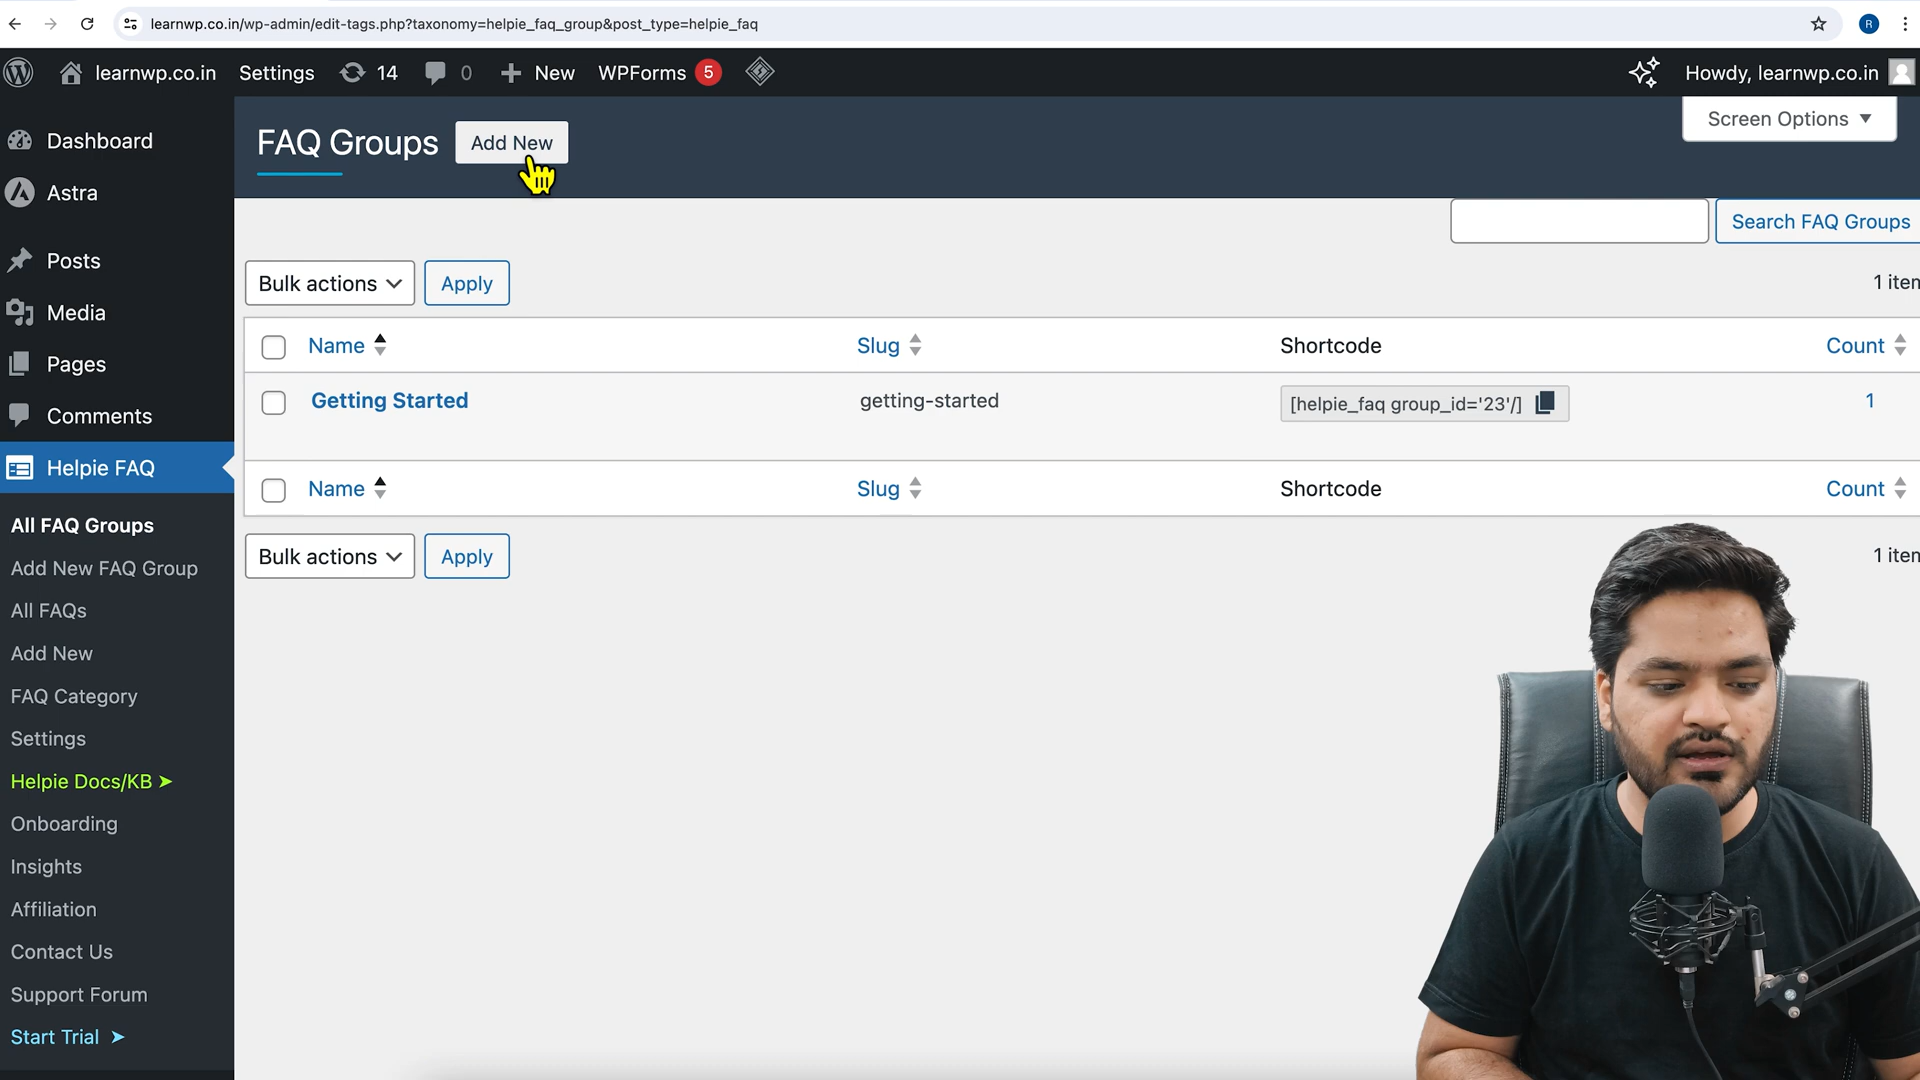 learnwp.co.in/wp-admin/edit-tags.php?taxonomy=helpie_faq_group&post_type=helpie_faq
R
learnwp.co.in Settings 14 0 New WPForms 5 Howdy, learnwp.co.in
FAQ Groups Add New
Screen Options
Dashboard
Astra
Posts
Media
Pages
Comments
Helpie FAQ
All FAQ Groups
Add New FAQ Group
All FAQs
Add New
FAQ Category
Settings
Helpie Docs/KB ➤
Onboarding
Insights
Affiliation
Contact Us
Support Forum
Start Trial ➤
Search FAQ Groups
Bulk actions Apply
1 item
Name Slug Shortcode Count
Getting Started getting-started [helpie_faq group_id='23'/] 1
Name Slug Shortcode Count
Bulk actions Apply
1 item